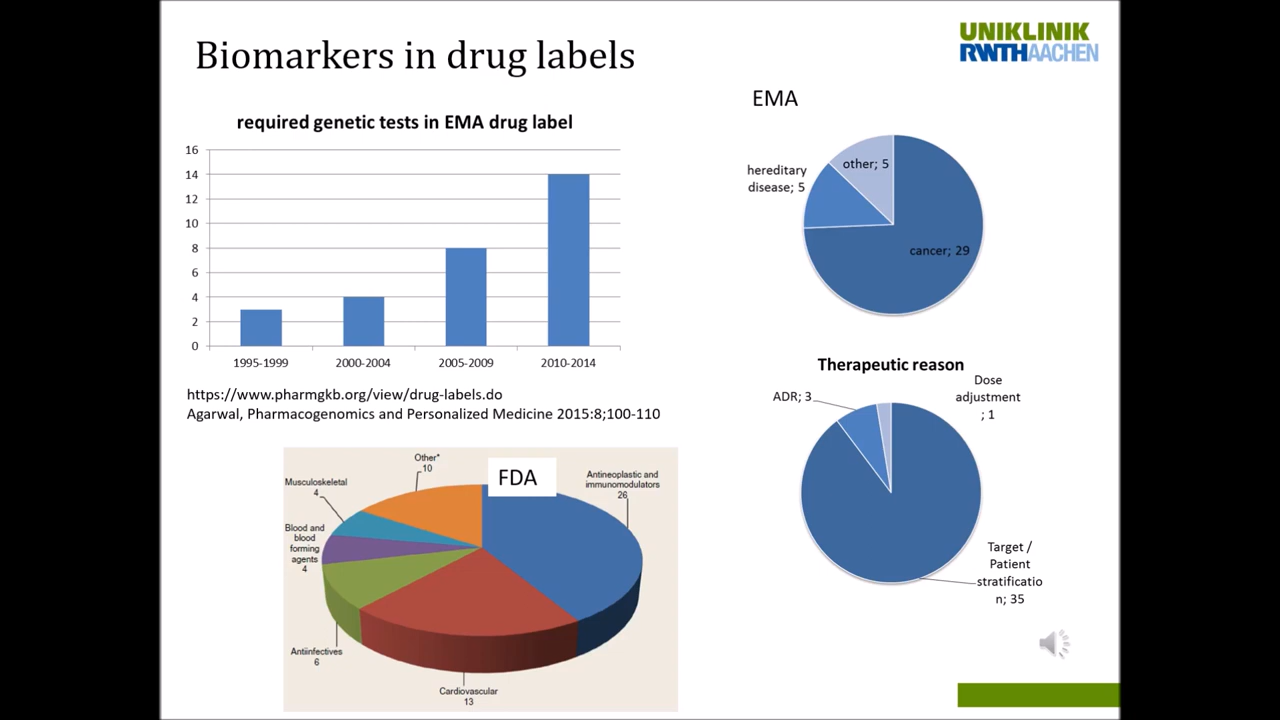 Biomarkers in drug labels
UNIKLINIK
RWTHAACHEN
required genetic tests in EMA drug label
16
14
12
10
8
6
4
2
0
1995-1999 2000-2004 2005-2009 2010-2014
https://www.pharmgkb.org/view/drug-labels.do
Agarwal, Pharmacogenomics and Personalized Medicine 2015:8;100-110
EMA
other; 5
hereditary
disease; 5
cancer; 29
Therapeutic reason
ADR; 3
Dose
adjustment
; 1
Target /
Patient
stratificatio
n; 35
FDA
Other*
10
Antineoplastic and
immunomodulators
26
Musculoskeletal
4
Blood and
blood
forming
agents
4
Antiinfectives
6
Cardiovascular
13